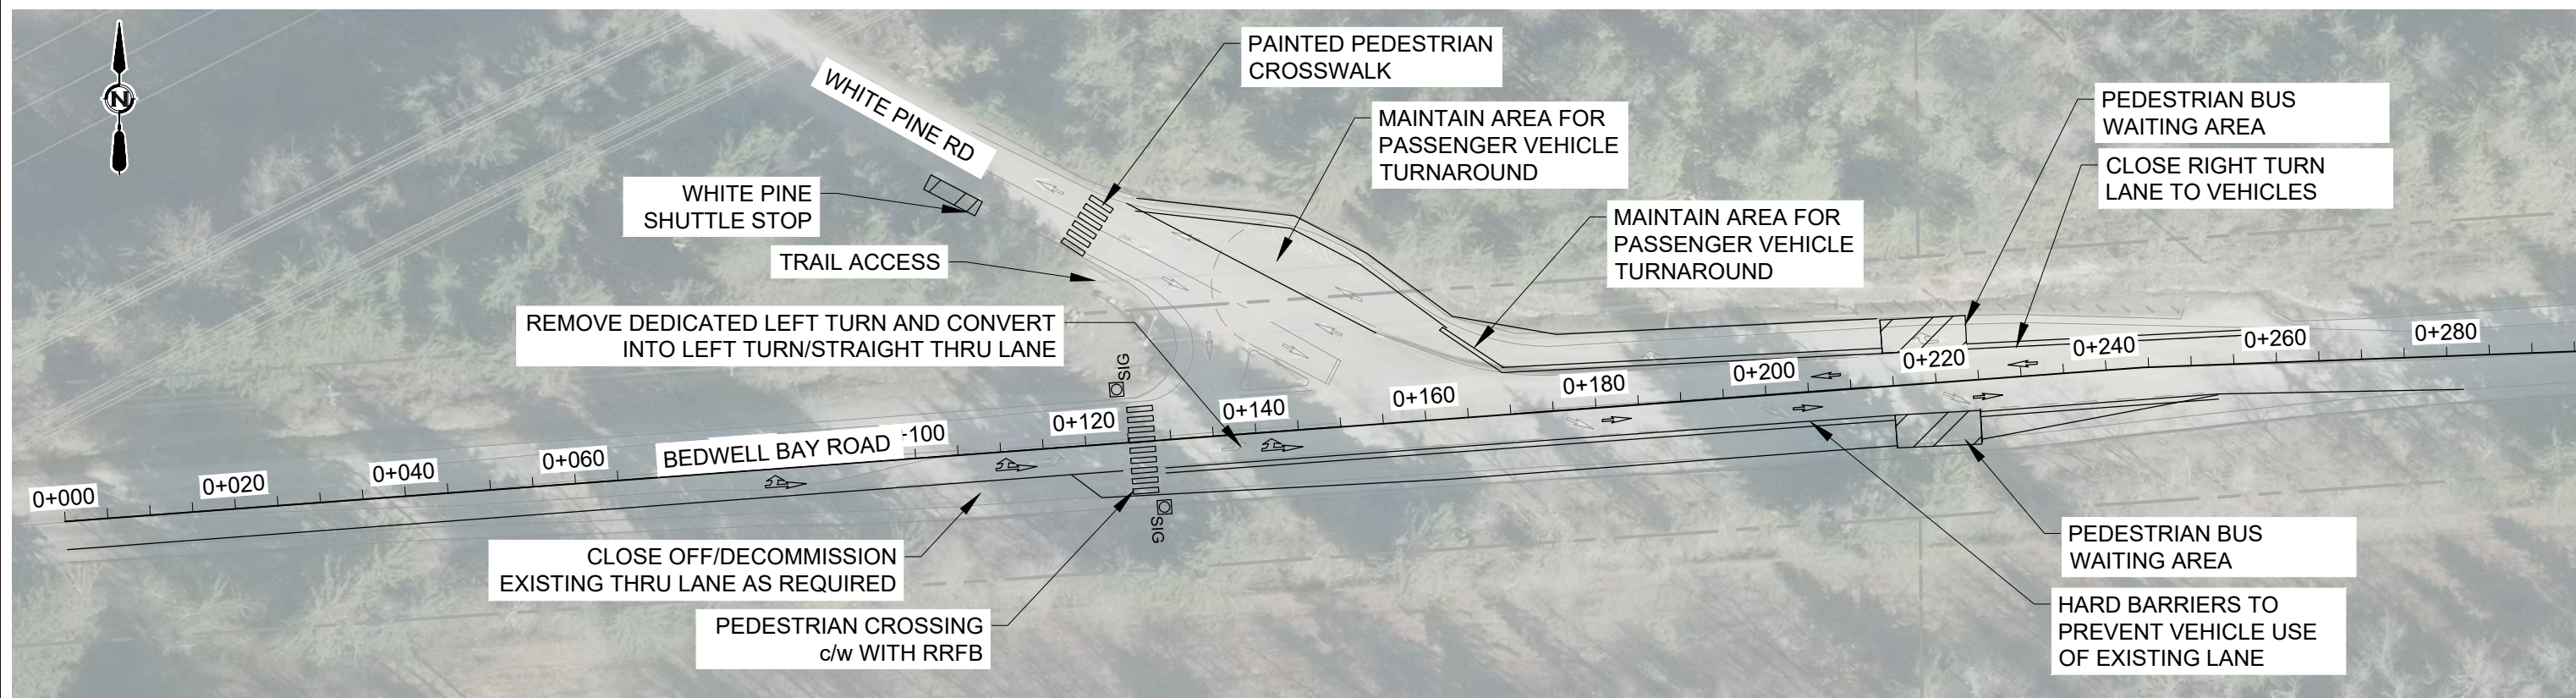 N
PAINTED PEDESTRIAN
CROSSWALK
WHITE PINE RD
MAINTAIN AREA FOR
PASSENGER VEHICLE
TURNAROUND
PEDESTRIAN BUS
WAITING AREA
CLOSE RIGHT TURN
LANE TO VEHICLES
WHITE PINE
SHUTTLE STOP
MAINTAIN AREA FOR
PASSENGER VEHICLE
TURNAROUND
TRAIL ACCESS
REMOVE DEDICATED LEFT TURN AND CONVERT
INTO LEFT TURN/STRAIGHT THRU LANE
SIG
0+000
0+020
0+040
0+060
BEDWELL BAY ROAD
+100
0+120
0+140
0+160
0+180
0+200
0+220
0+240
0+260
0+280
SIG
CLOSE OFF/DECOMMISSION
EXISTING THRU LANE AS REQUIRED
PEDESTRIAN CROSSING
c/w WITH RRFB
PEDESTRIAN BUS
WAITING AREA
HARD BARRIERS TO
PREVENT VEHICLE USE
OF EXISTING LANE